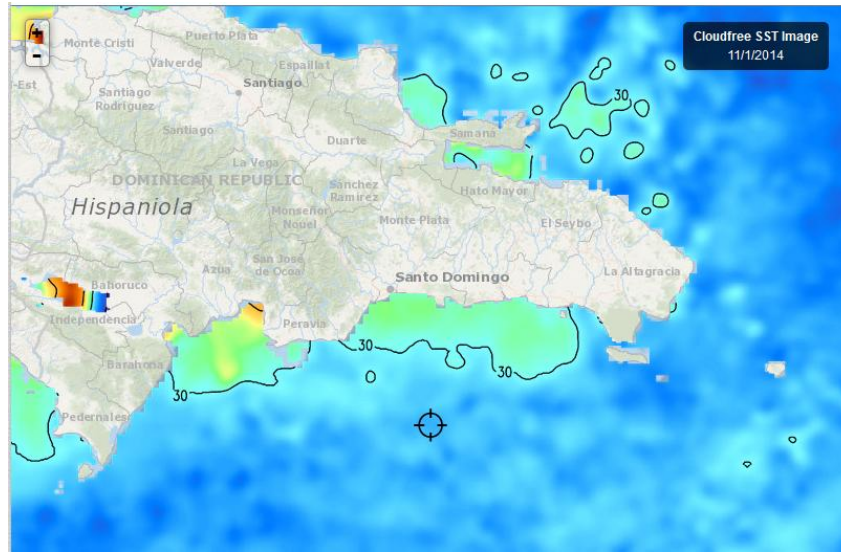 Cloudfree SST Image
11/1/2014
+
-
Monte Cristi
Puerto Plata
Valverde
Espaillat
Santiago
-Est
Santiago
Rodríguez
30
Santiago
Duarte
Samaná
La Vega
DOMINICAN REPUBLIC
Sánchez
Ramírez
Hato Mayor
Hispaniola
Monseñor
Nouel
Monte Plata
El Seybo
Azua
San José
de Ocoa
Santo Domingo
La Altagracia
Bahoruco
Independencia
Peravia
30
30
Barahona
30
Pedernales